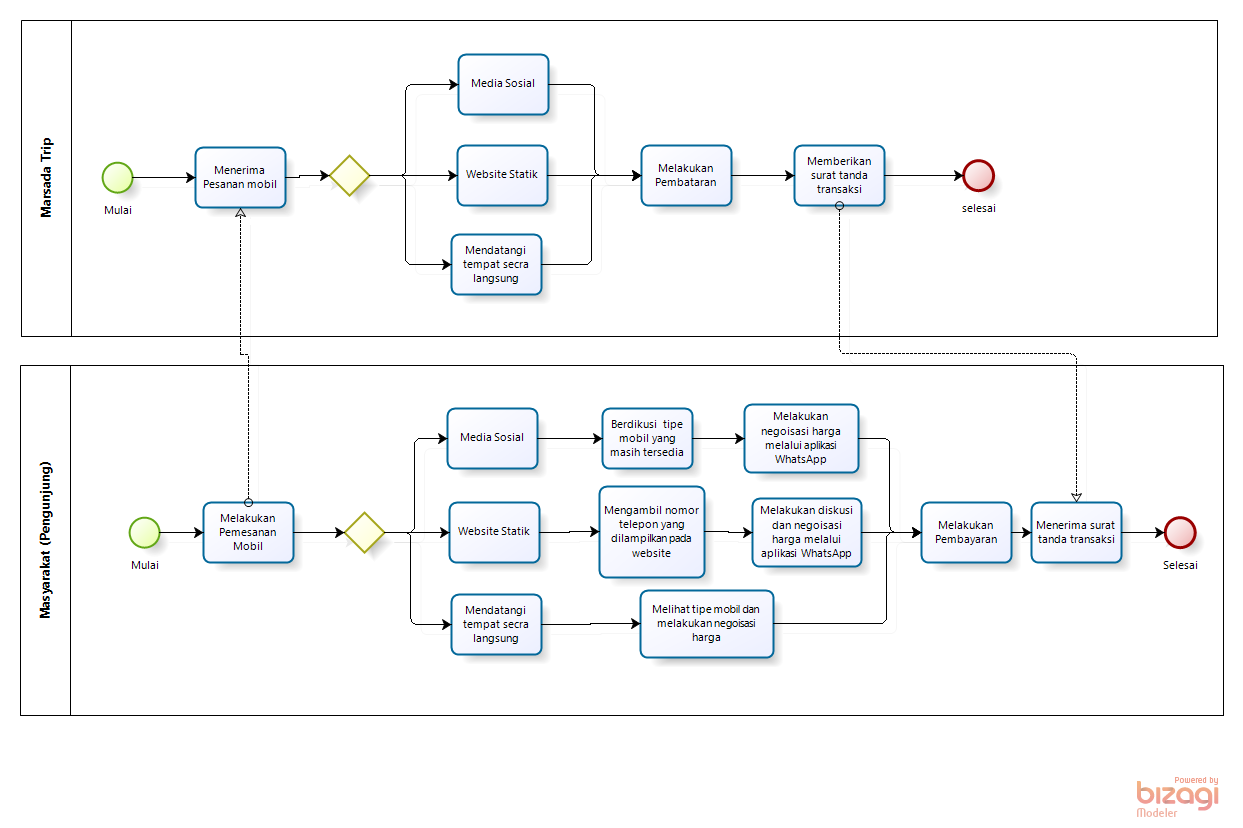 Marsada Trip
Mulai
Menerima
Pesanan mobil
Media Sosial
Website Statik
Mendatangi
tempat secra
langsung
Melakukan
Pembataran
Memberikan
surat tanda
transaksi
selesai
Masyarakat (Pengunjung)
Mulai
Melakukan
Pemesanan
Mobil
Media Sosial
Berdikusi tipe
mobil yang
masih tersedia
Melakukan
negoisasi harga
melalui aplikasi
WhatsApp
Website Statik
Mengambil nomor
telepon yang
dilampilkan pada
website
Melakukan diskusi
dan negoisasi
harga melalui
aplikasi WhatsApp
Mendatangi
tempat secra
langsung
Melihat tipe mobil dan
melakukan negoisasi
harga
Melakukan
Pembayaran
Menerima surat
tanda transaksi
Selesai
Powered by
bizagi
Modeler